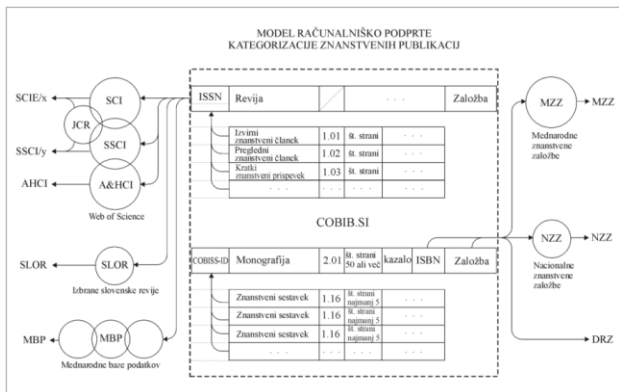 MODEL RAČUNALNIŠKO PODPRTE
KATEGORIZACIJE ZNANSTVENIH PUBLIKACIJ
SCIE/x
SCI
JCR
SSCI
SSCI/y
AHCI
A&HCI
Web of Science
SLOR
SLOR
Izbrane slovenske revije
MBP
MBP
Mednarodne baze podatkov
ISSN Revija . . . Založba
Izvirni
znanstveni članek 1.01 št. strani . . .
Pregledni
znanstveni članek 1.02 št. strani . . .
Kratki
znanstveni prispevek 1.03 št. strani . . .
. . . . . . . . . . . .
COBIB.SI
COBISS-ID Monografija 2.01 št. strani
50 ali več kazalo ISBN Založba
Znanstveni sestavek 1.16 št. strani
najmanj 5 . . .
Znanstveni sestavek 1.16 št. strani
najmanj 5 . . .
Znanstveni sestavek 1.16 št. strani
najmanj 5 . . .
. . . . . . . . . . . .
MZZ
MZZ
Mednarodne
znanstvene
založbe
NZZ
NZZ
Nacionalne
znanstvene
založbe
DRZ